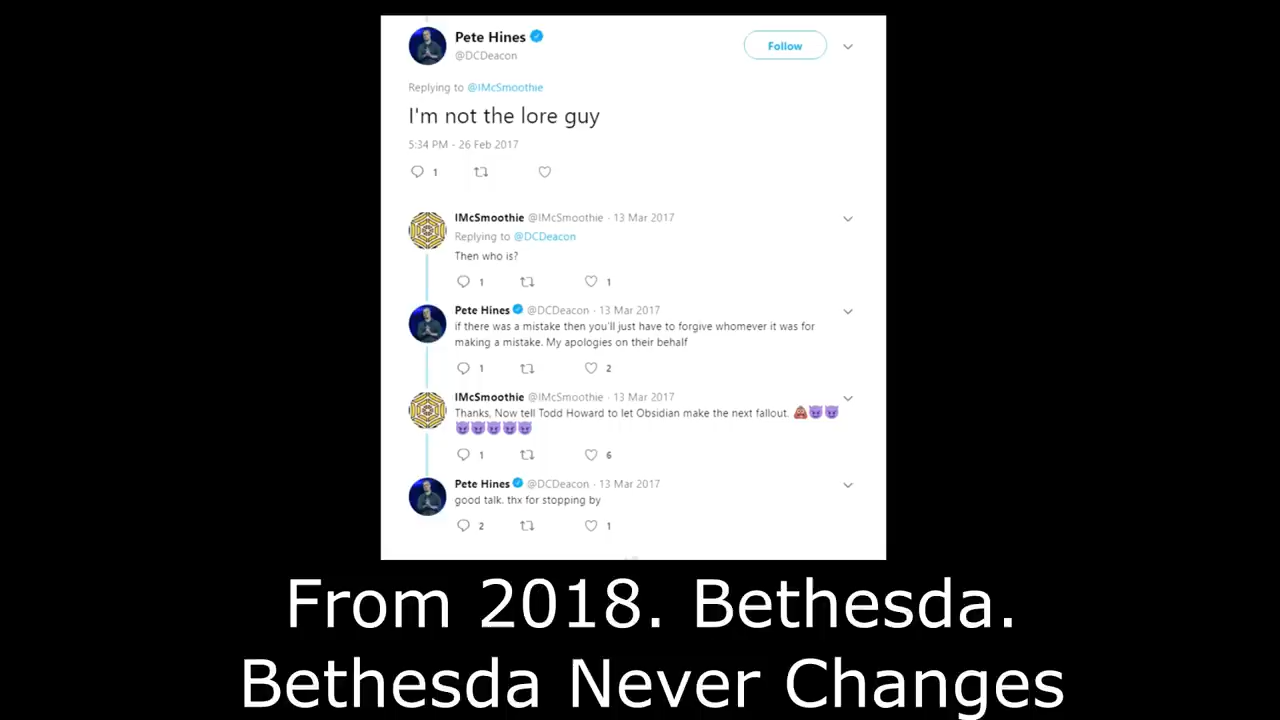 Pete Hines
Follow
@DCDeacon
Replying to @IMcSmoothie
I'm not the lore guy
5:34 PM - 26 Feb 2017
1
IMcSmoothie @IMcSmoothie · 13 Mar 2017
Replying to @DCDeacon
Then who is?
1 1
Pete Hines @DCDeacon · 13 Mar 2017
if there was a mistake then you'll just have to forgive whomever it was for
making a mistake. My apologies on their behalf
1 2
IMcSmoothie @IMcSmoothie · 13 Mar 2017
Thanks, Now tell Todd Howard to let Obsidian make the next fallout. 💩😈😈
😈😈😈😈😈
1 6
Pete Hines @DCDeacon · 13 Mar 2017
good talk. thx for stopping by
2 1
From 2018. Bethesda.
Bethesda Never Changes